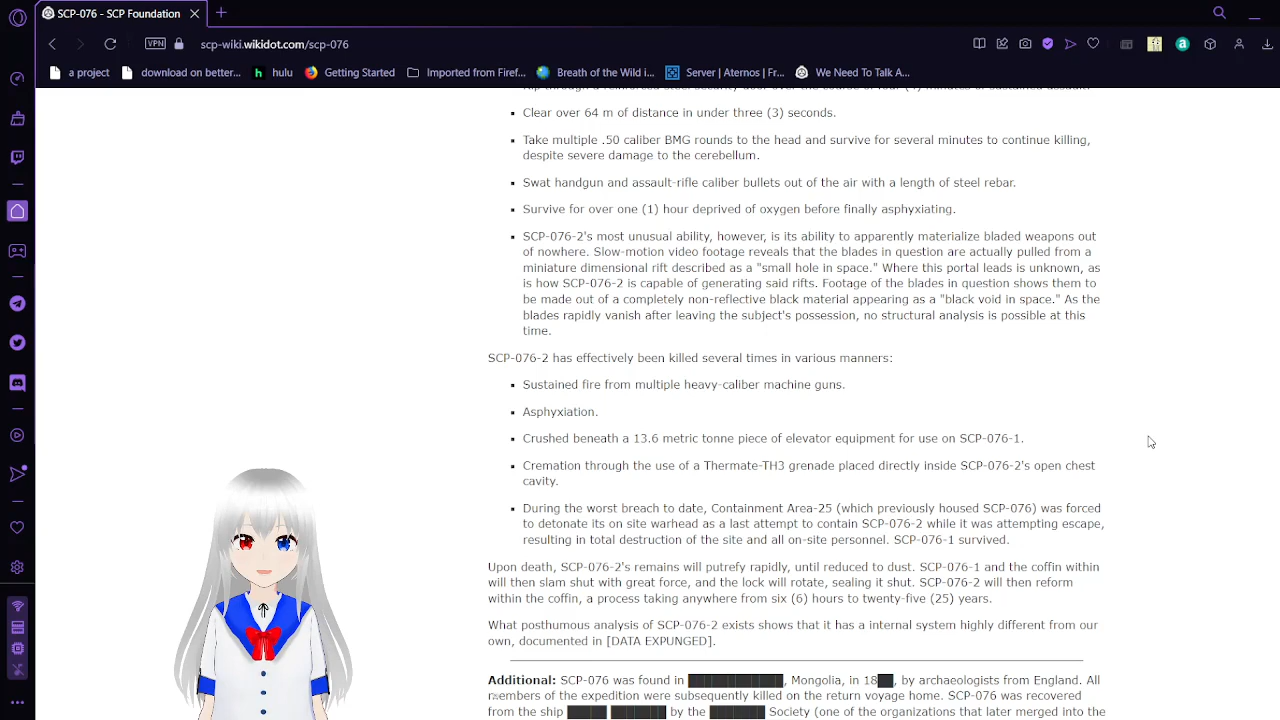 SCP-076 - SCP Foundation
VPN
scp-wiki.wikidot.com/scp-076
a project
download on better...
h hulu
Getting Started
Imported from Firef...
Breath of the Wild i...
Server | Aternos | Fr...
We Need To Talk A...
Clear over 64 m of distance in under three (3) seconds.
Take multiple .50 caliber BMG rounds to the head and survive for several minutes to continue killing,
despite severe damage to the cerebellum.
Swat handgun and assault-rifle caliber bullets out of the air with a length of steel rebar.
Survive for over one (1) hour deprived of oxygen before finally asphyxiating.
SCP-076-2's most unusual ability, however, is its ability to apparently materialize bladed weapons out
of nowhere. Slow-motion video footage reveals that the blades in question are actually pulled from a
miniature dimensional rift described as a "small hole in space." Where this portal leads is unknown, as
is how SCP-076-2 is capable of generating said rifts. Footage of the blades in question shows them to
be made out of a completely non-reflective black material appearing as a "black void in space." As the
blades rapidly vanish after leaving the subject's possession, no structural analysis is possible at this
time.
SCP-076-2 has effectively been killed several times in various manners:
Sustained fire from multiple heavy-caliber machine guns.
Asphyxiation.
Crushed beneath a 13.6 metric tonne piece of elevator equipment for use on SCP-076-1.
Cremation through the use of a Thermate-TH3 grenade placed directly inside SCP-076-2's open chest
cavity.
During the worst breach to date, Containment Area-25 (which previously housed SCP-076) was forced
to detonate its on site warhead as a last attempt to contain SCP-076-2 while it was attempting escape,
resulting in total destruction of the site and all on-site personnel. SCP-076-1 survived.
Upon death, SCP-076-2's remains will putrefy rapidly, until reduced to dust. SCP-076-1 and the coffin within
will then slam shut with great force, and the lock will rotate, sealing it shut. SCP-076-2 will then reform
within the coffin, a process taking anywhere from six (6) hours to twenty-five (25) years.
What posthumous analysis of SCP-076-2 exists shows that it has a internal system highly different from our
own, documented in [DATA EXPUNGED].
Additional: SCP-076 was found in ██████████, Mongolia, in 18██, by archaeologists from England. All
members of the expedition were subsequently killed on the return voyage home. SCP-076 was recovered
from the ship ████ ██████ by the ██████ Society (one of the organizations that later merged into the